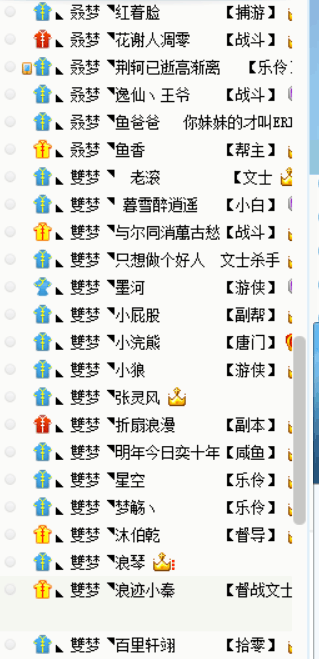 ◣ 叒梦 ◥红着脸 【捕游】
◣ 叒梦 ◥花谢人凋零 【战斗】
◣ 叒梦 ◥荆轲已逝高渐离 【乐伶
◣ 叒梦 ◥逸仙丶王爷 【战斗】
◣ 叒梦 ◥鱼爸爸 你妹妹的才叫ER
◣ 叒梦 ◥鱼香 【帮主】
◣ 雙梦 ◥ 老滚 【文士
◣ 雙梦 ◥ 暮雪醉逍遥 【小白】
◣ 雙梦 ◥与尔同消萬古愁【战斗】
◣ 雙梦 ◥只想做个好人 文士杀手
◣ 雙梦 ◥墨河 【游侠】
◣ 雙梦 ◥小屁股 【副帮】
◣ 雙梦 ◥小浣熊 【唐门】
◣ 雙梦 ◥小狼 【游侠】
◣ 雙梦 ◥张灵风
◣ 雙梦 ◥折扇浪漫 【副本】
◣ 雙梦 ◥明年今日奕十年【咸鱼】
◣ 雙梦 ◥星空 【乐伶】
◣ 雙梦 ◥梦觞丶 【乐伶】
◣ 雙梦 ◥沐伯乾 【督导】
◣ 雙梦 ◥浪琴
◣ 雙梦 ◥浪迹小秦 【督战文士
◣ 雙梦 ◥百里轩翊 【拾零】